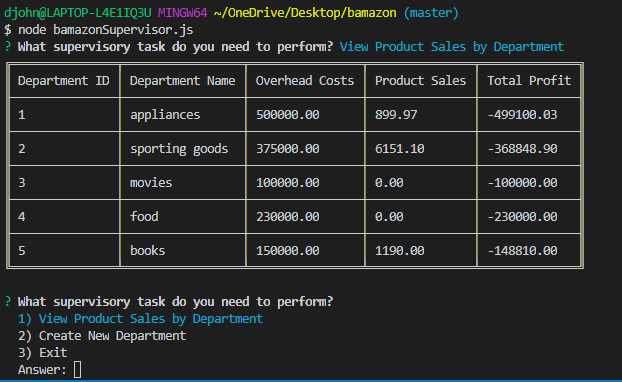 djohn@LAPTOP-L4E1IQ3U MINGW64 ~/OneDrive/Desktop/bamazon (master)
$ node bamazonSupervisor.js
? What supervisory task do you need to perform? View Product Sales by Department
Department ID Department Name Overhead Costs Product Sales Total Profit
1 appliances 500000.00 899.97 -499100.03
2 sporting goods 375000.00 6151.10 -368848.90
3 movies 100000.00 0.00 -100000.00
4 food 230000.00 0.00 -230000.00
5 books 150000.00 1190.00 -148810.00
? What supervisory task do you need to perform?
1) View Product Sales by Department
2) Create New Department
3) Exit
Answer: